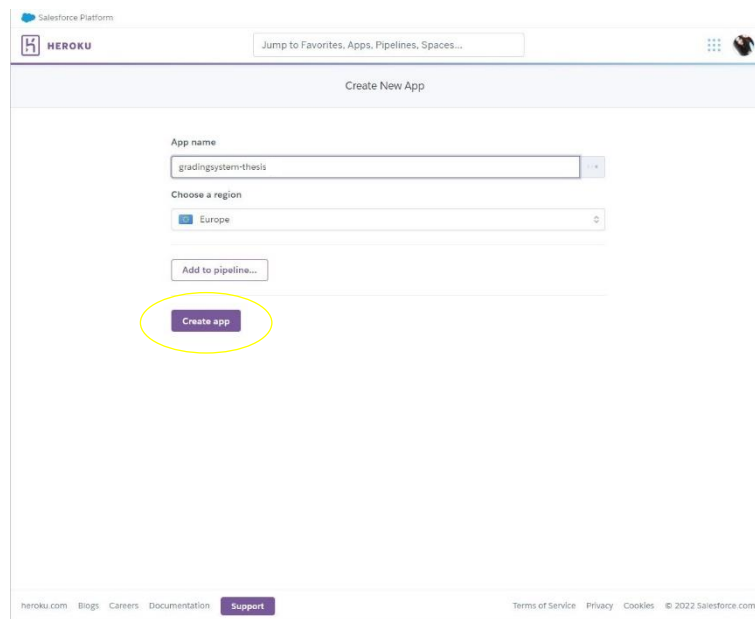 Salesforce Platform
HEROKU
Jump to Favorites, Apps, Pipelines, Spaces...
Create New App
App name
gradingsystem-thesis
Choose a region
Europe
Add to pipeline...
Create app
heroku.com Blogs Careers Documentation Support Terms of Service Privacy Cookies © 2022 Salesforce.com